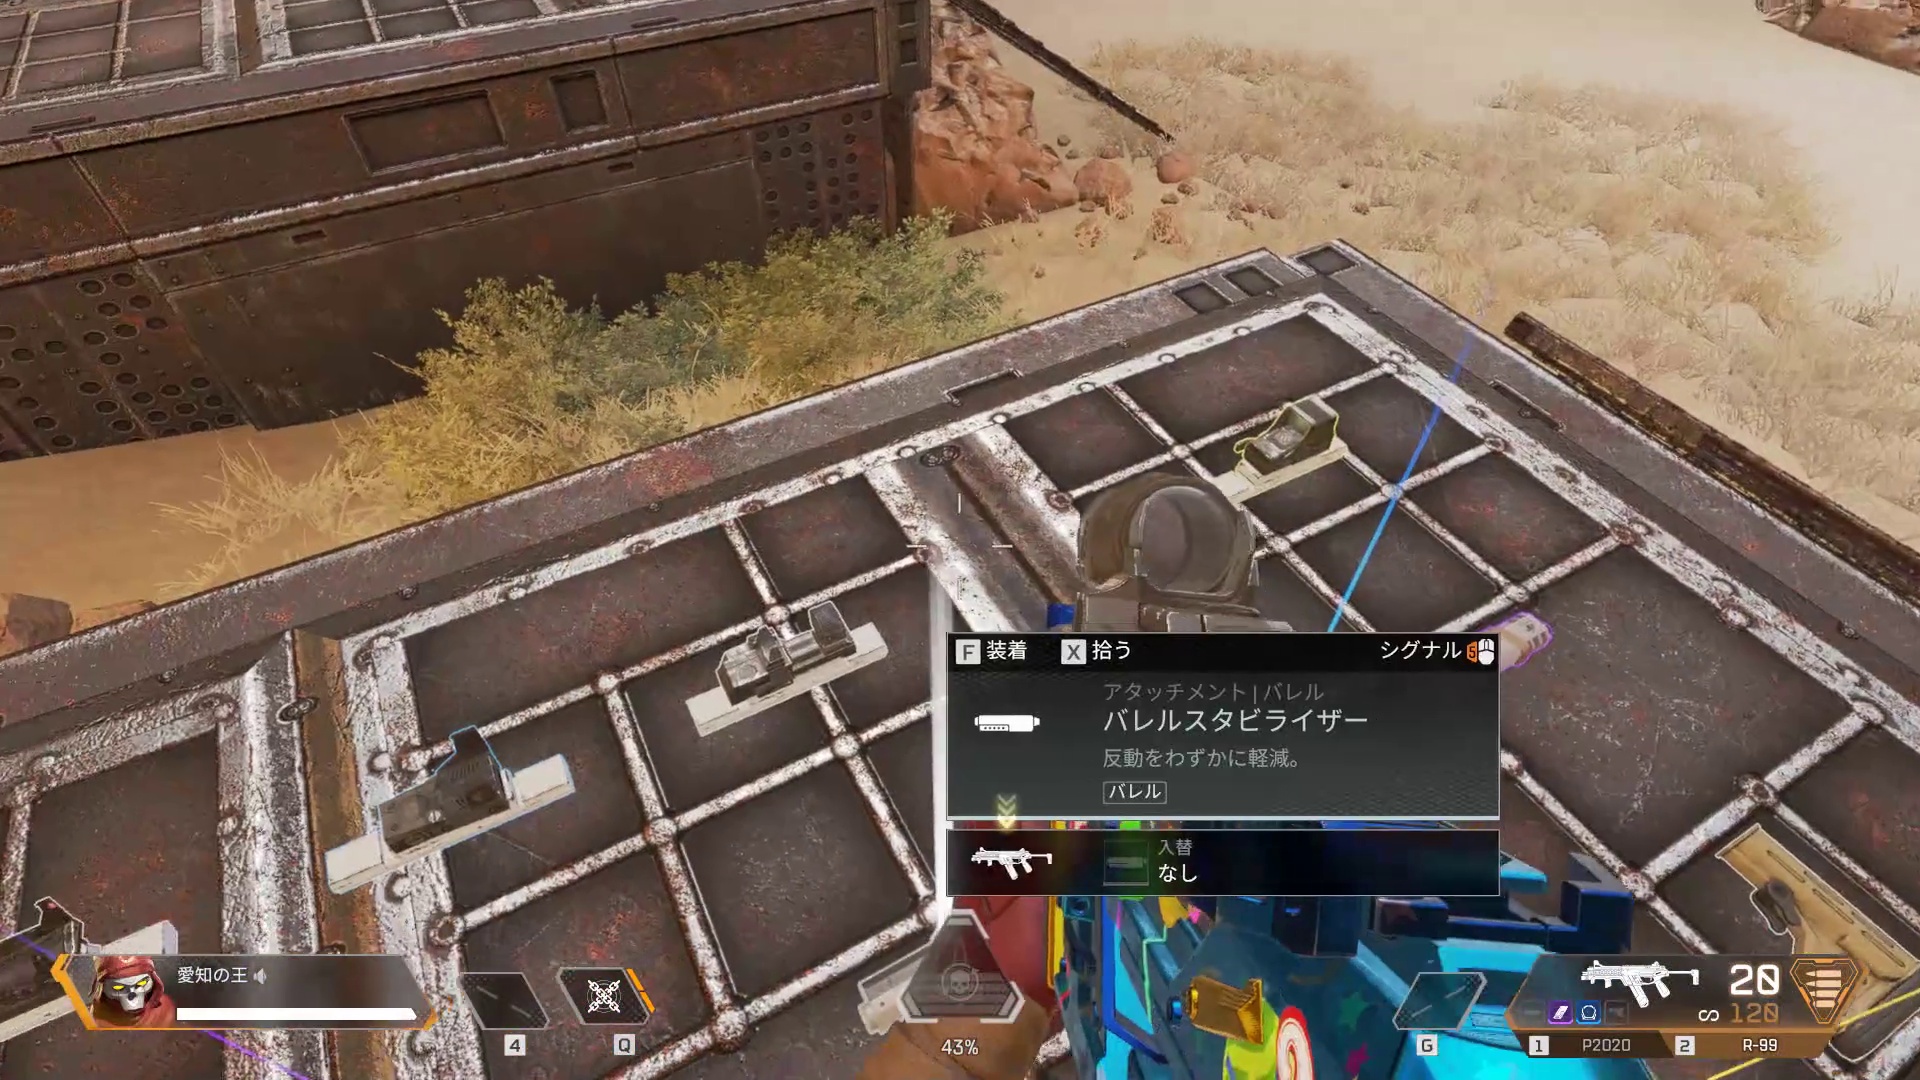 F 装着 X 拾う シグナル 5
アタッチメント | バレル
バレルスタビライザー
反動をわずかに軽減。
バレル
入替
なし
愛知の王
4
Q
43%
G
20
∞ 120
1 P2020 2 R-99